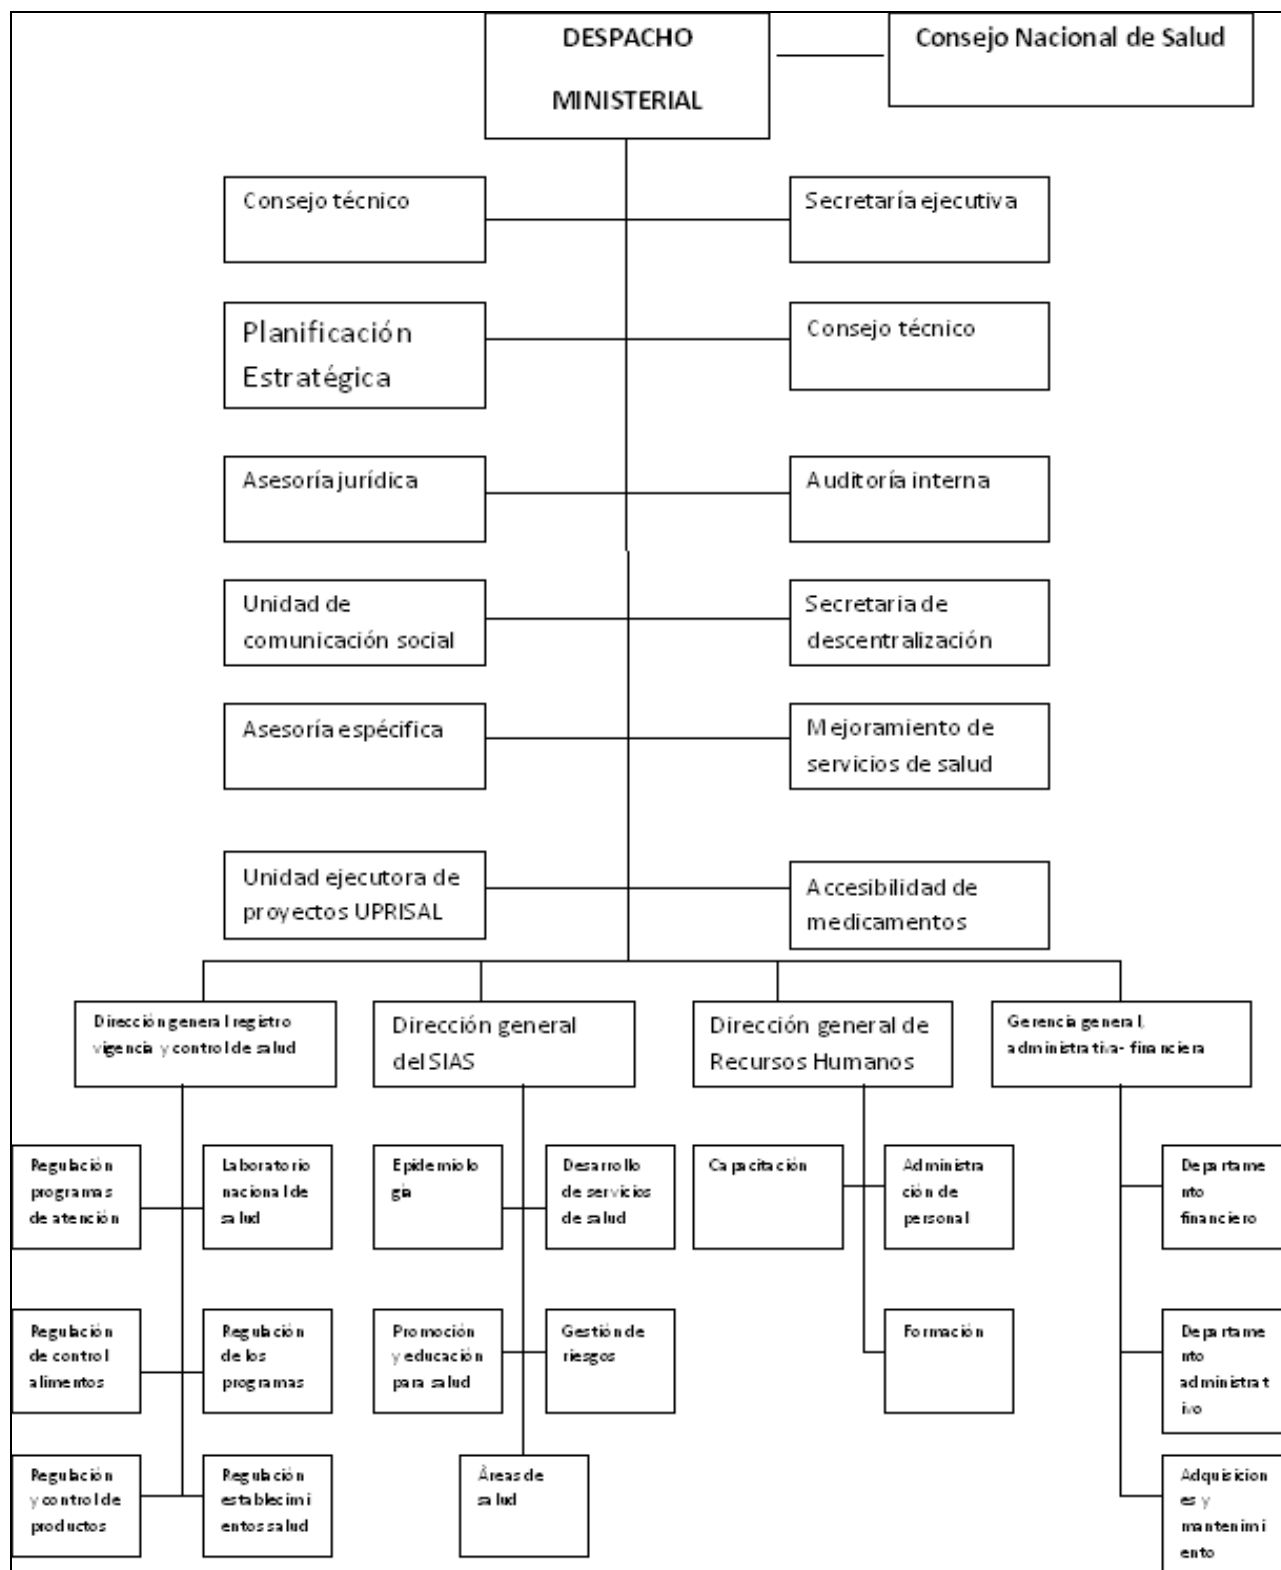 DESPACHO
MINISTERIAL
Consejo Nacional de Salud
Consejo técnico
Secretaría ejecutiva
Planificación
Estratégica
Consejo técnico
Asesoría jurídica
Auditoría interna
Unidad de
comunicación social
Secretaria de
descentralización
Asesoría espécifica
Mejoramiento de
servicios de salud
Unidad ejecutora de
proyectos UPRISAL
Accesibilidad de
medicamentos
Dirección general registro
vigencia y control de salud
Dirección general
del SIAS
Dirección general de
Recursos Humanos
Gerencia general,
administrativa- financiera
Regulación
programas
de atención
Laboratorio
nacional de
salud
Epidemiolo
gía
Desarrollo
de servicios
de salud
Capacitación
Administra
ción de
personal
Departame
nto
financiero
Regulación
de control
alimentos
Regulación
de los
programas
Promoción
y educación
para salud
Gestión de
riesgos
Formación
Departame
nto
administrat
ivo
Regulación
y control de
productos
Regulación
establecimi
entos salud
Àreas de
salud
Adquisicion
es y
mantenimi
ento